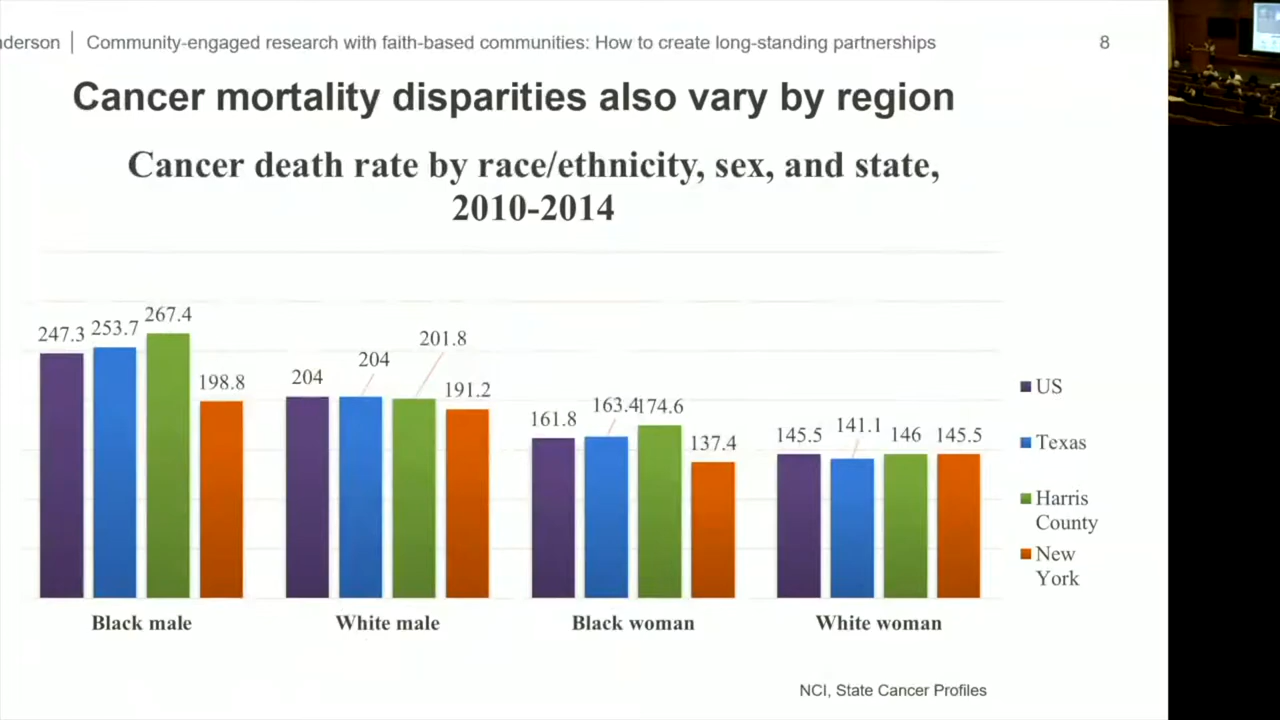 nderson | Community-engaged research with faith-based communities: How to create long-standing partnerships 8
Cancer mortality disparities also vary by region
Cancer death rate by race/ethnicity, sex, and state,
2010-2014
247.3 253.7 267.4 198.8
204 204 201.8 191.2
161.8 163.4 174.6 137.4
145.5 141.1 146 145.5
US
Texas
Harris
County
New
York
Black male White male Black woman White woman
NCI, State Cancer Profiles